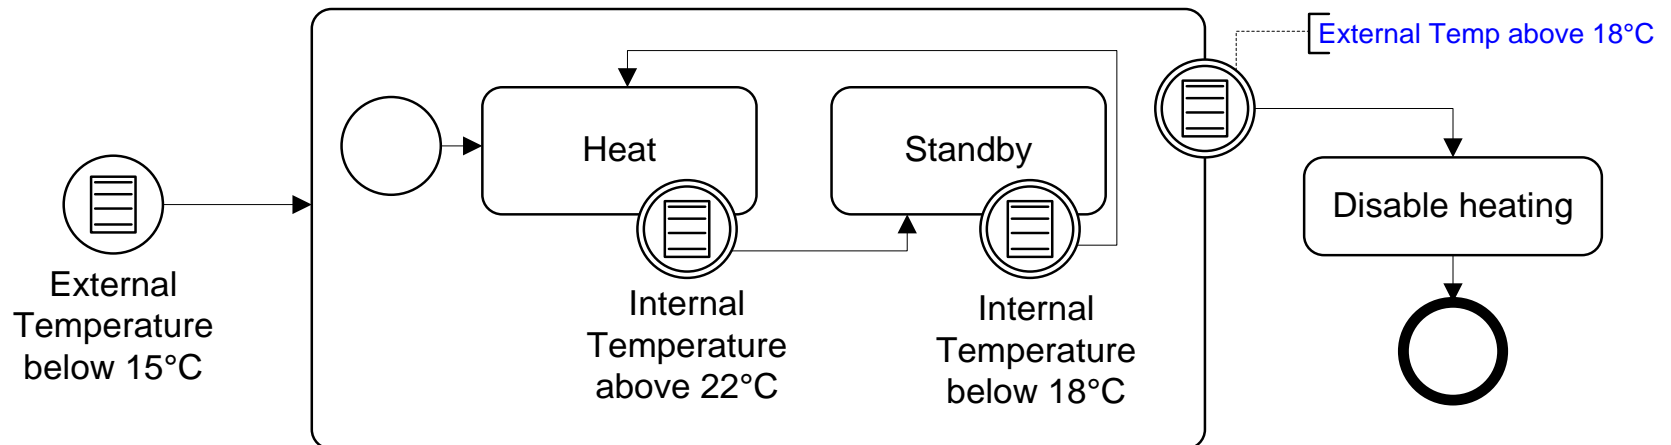 External Temp above 18°C
Heat
Standby
Disable heating
External
Temperature
below 15°C
Internal
Temperature
above 22°C
Internal
Temperature
below 18°C